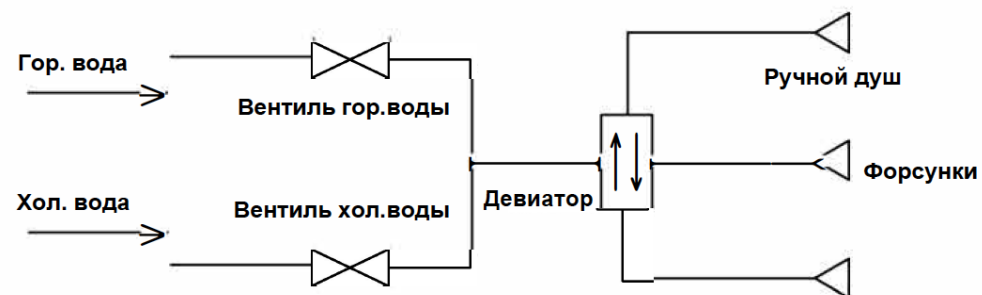 Гор. вода
Вентиль гор.воды
Ручной душ
Хол. вода
Вентиль хол.воды
Девиатор
Форсунки